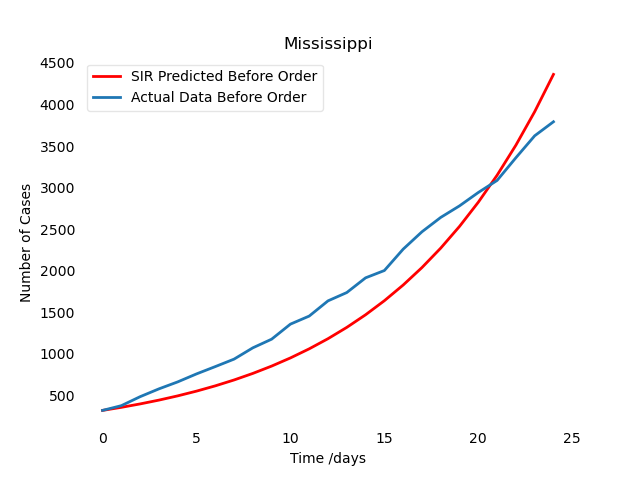 Mississippi
SIR Predicted Before Order
Actual Data Before Order
Number of Cases
4500
4000
3500
3000
2500
2000
1500
1000
500
0 5 10 15 20 25
Time /days